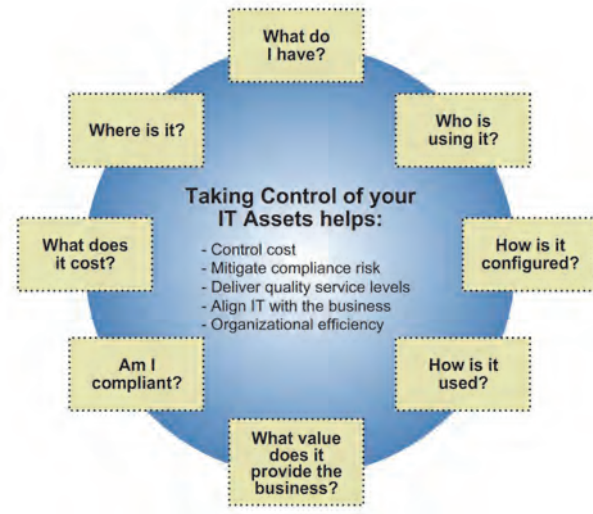 What do
I have?
Where is it?
Who is
using it?
Taking Control of your
IT Assets helps:
- Control cost
- Mitigate compliance risk
- Deliver quality service levels
- Align IT with the business
- Organizational efficiency
What does
it cost?
How is it
configured?
Am I
compliant?
How is it
used?
What value
does it
provide the
business?